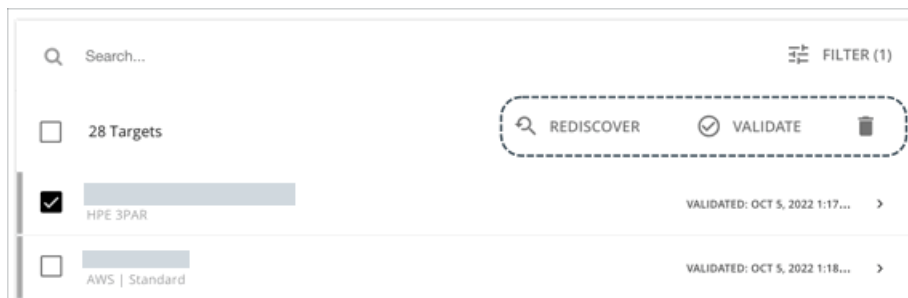 Search...
FILTER (1)
28 Targets
REDISCOVER
VALIDATE
HPE 3PAR
VALIDATED: OCT 5, 2022 1:17...
AWS | Standard
VALIDATED: OCT 5, 2022 1:18...